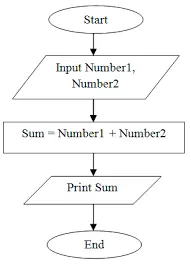 Start
Input Number1,
Number2
Sum = Number1 + Number2
Print Sum
End